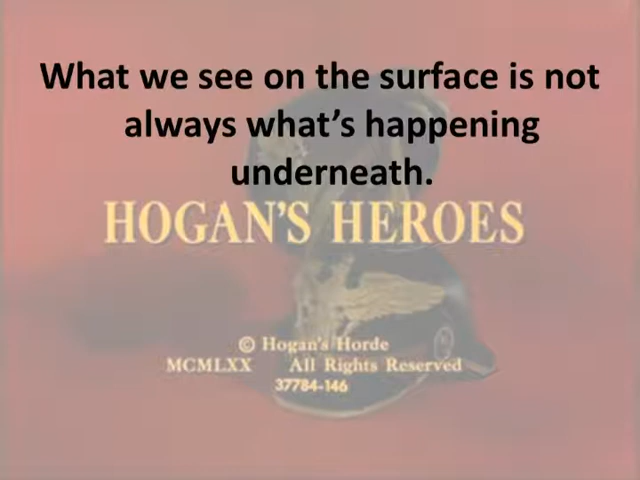 What we see on the surface is not
always what’s happening
underneath.
HOGAN'S HEROES
© Hogan's Horde
MCMLXX All Rights Reserved
37784-146